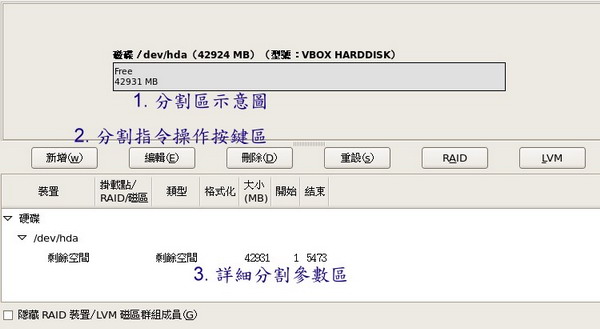 磁碟 /dev/hda (42924 MB) (型號：VBOX HARDDISK)
Free
42931 MB
1. 分割區示意圖
2. 分割指令操作按鍵區
新增(w) 編輯(E) 刪除(D) 重設(s) RAID LVM
裝置 掛載點/ RAID/磁區 類型 格式化 大小 (MB) 開始 结束
硬碟
/dev/hda
剩餘空間 剩餘空間 42931 1 5473
3. 詳細分割參數區
隱藏 RAID 裝置/LVM 磁區群組成員(G)